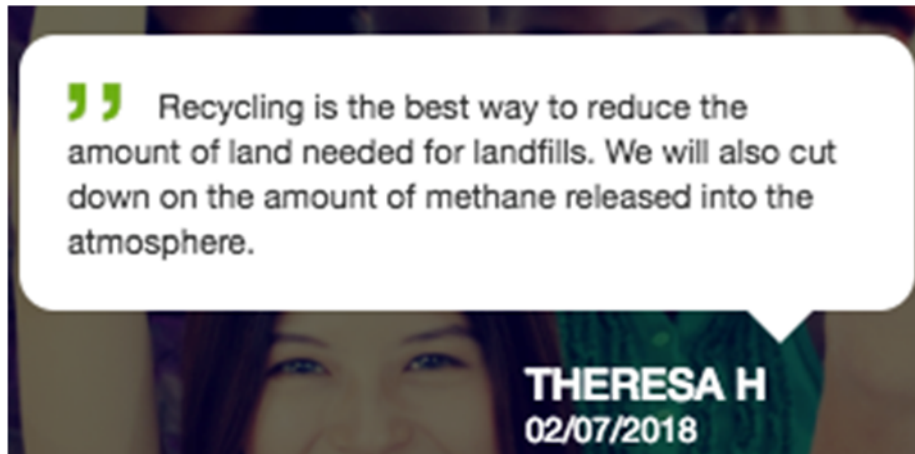 ” Recycling is the best way to reduce the
amount of land needed for landfills. We will also cut
down on the amount of methane released into the
atmosphere.
THERESA H
02/07/2018